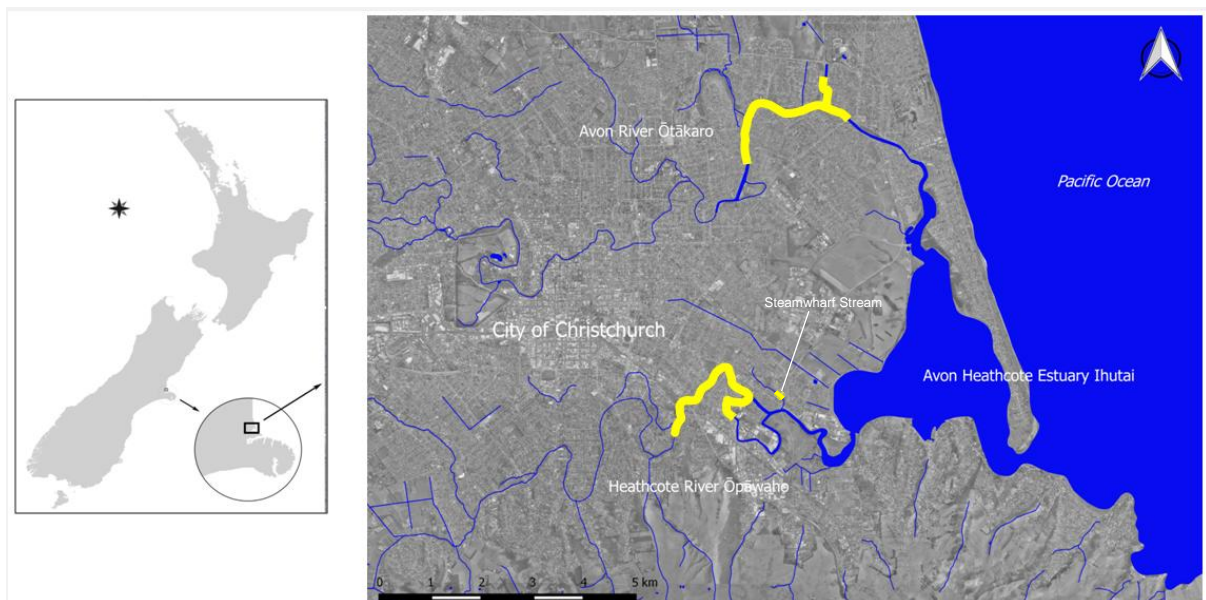 Avon River Ōtākaro
Pacific Ocean
Steamwharf Stream
City of Christchurch
Avon Heathcote Estuary Ihutai
Heathcote River Ōpāwaho
0 1 2 3 4 5 km